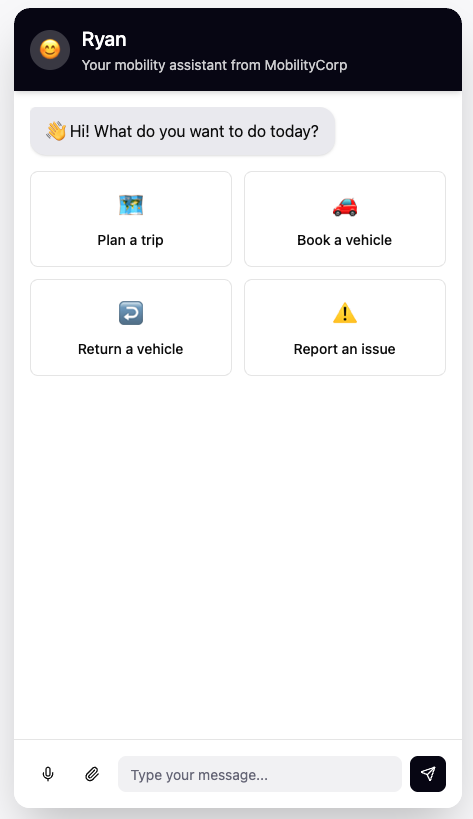 Ryan
Your mobility assistant from MobilityCorp
👋 Hi! What do you want to do today?
Plan a trip
Book a vehicle
Return a vehicle
Report an issue
Type your message...